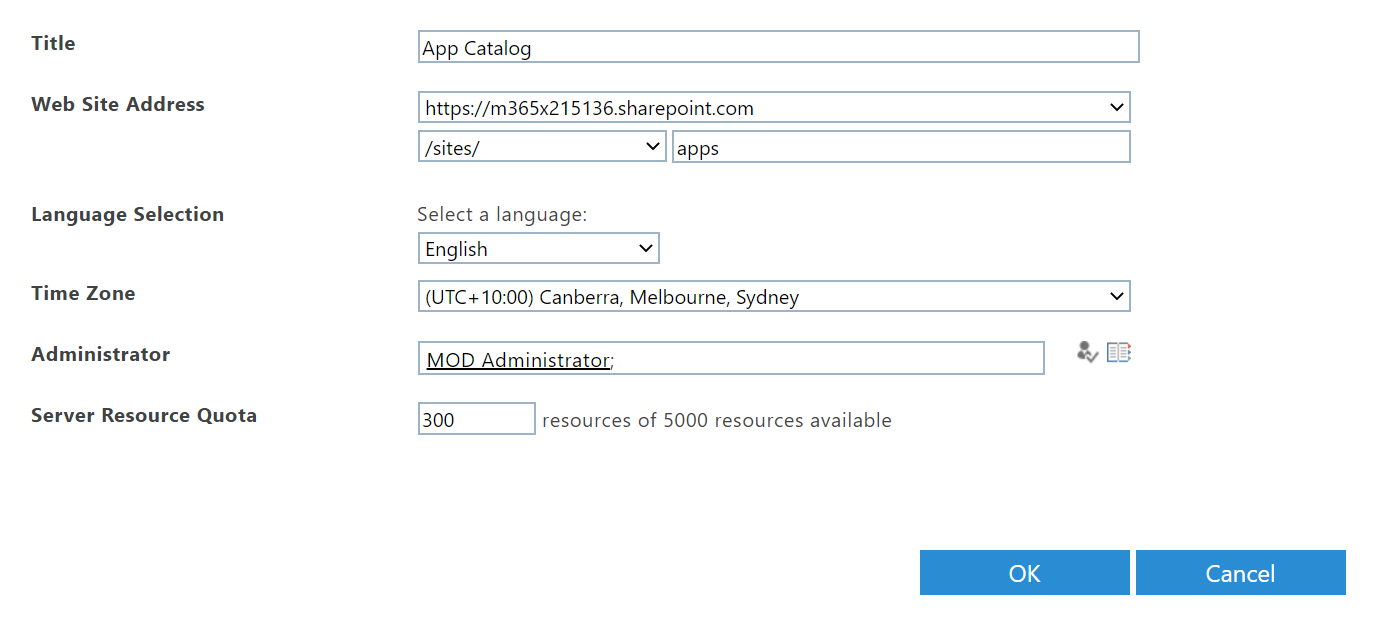 Title
App Catalog
Web Site Address
https://m365x215136.sharepoint.com
/sites/ apps
Language Selection
Select a language:
English
Time Zone
(UTC+10:00) Canberra, Melbourne, Sydney
Administrator
MOD Administrator;
Server Resource Quota
300 resources of 5000 resources available
OK Cancel